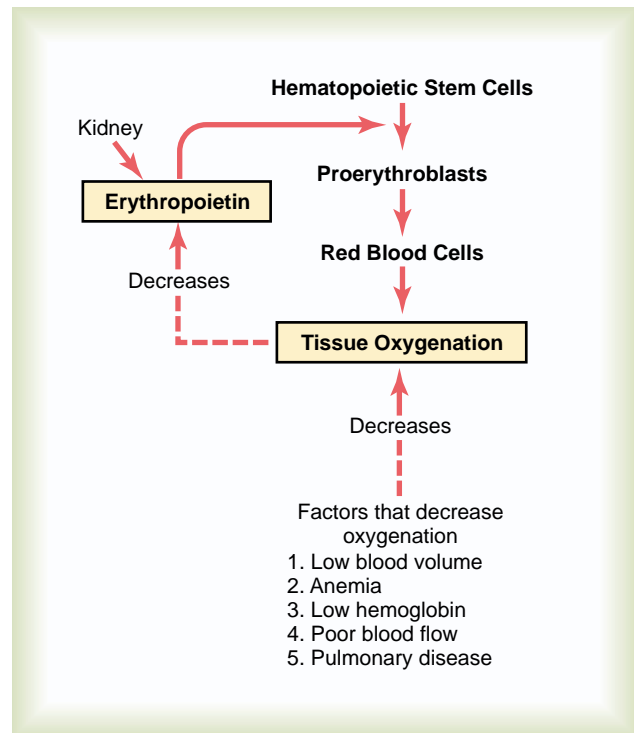 Hematopoietic Stem Cells
Kidney
Proerythroblasts
Erythropoietin
Red Blood Cells
Decreases
Tissue Oxygenation
Decreases
Factors that decrease
oxygenation
1. Low blood volume
2. Anemia
3. Low hemoglobin
4. Poor blood flow
5. Pulmonary disease